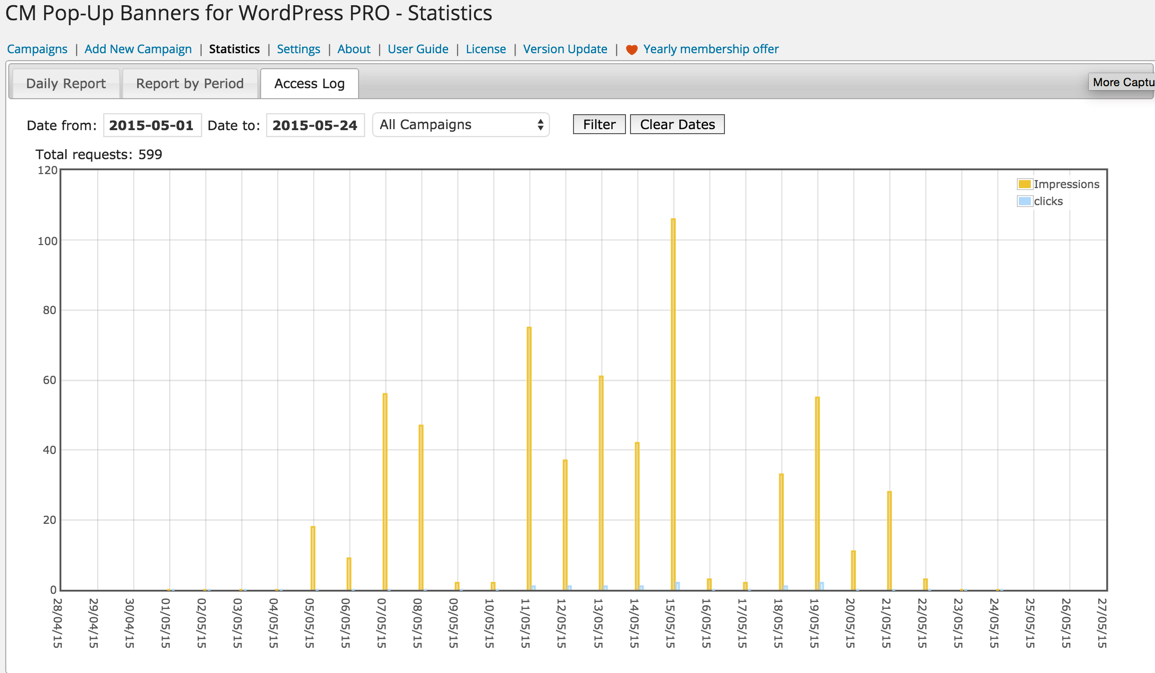 CM Pop-Up Banners for WordPress PRO - Statistics
Campaigns | Add New Campaign | Statistics | Settings | About | User Guide | License | Version Update | Yearly membership offer
Daily Report Report by Period Access Log More Captu
Date from: 2015-05-01 Date to: 2015-05-24 All Campaigns Filter Clear Dates
Total requests: 599
120
Impressions
clicks
100
80
60
40
20
0
28/04/15 29/04/15 30/04/15 01/05/15 02/05/15 03/05/15 04/05/15 05/05/15 06/05/15 07/05/15 08/05/15 09/05/15 10/05/15 11/05/15 12/05/15 13/05/15 14/05/15 15/05/15 16/05/15 17/05/15 18/05/15 19/05/15 20/05/15 21/05/15 22/05/15 23/05/15 24/05/15 25/05/15 26/05/15 27/05/15